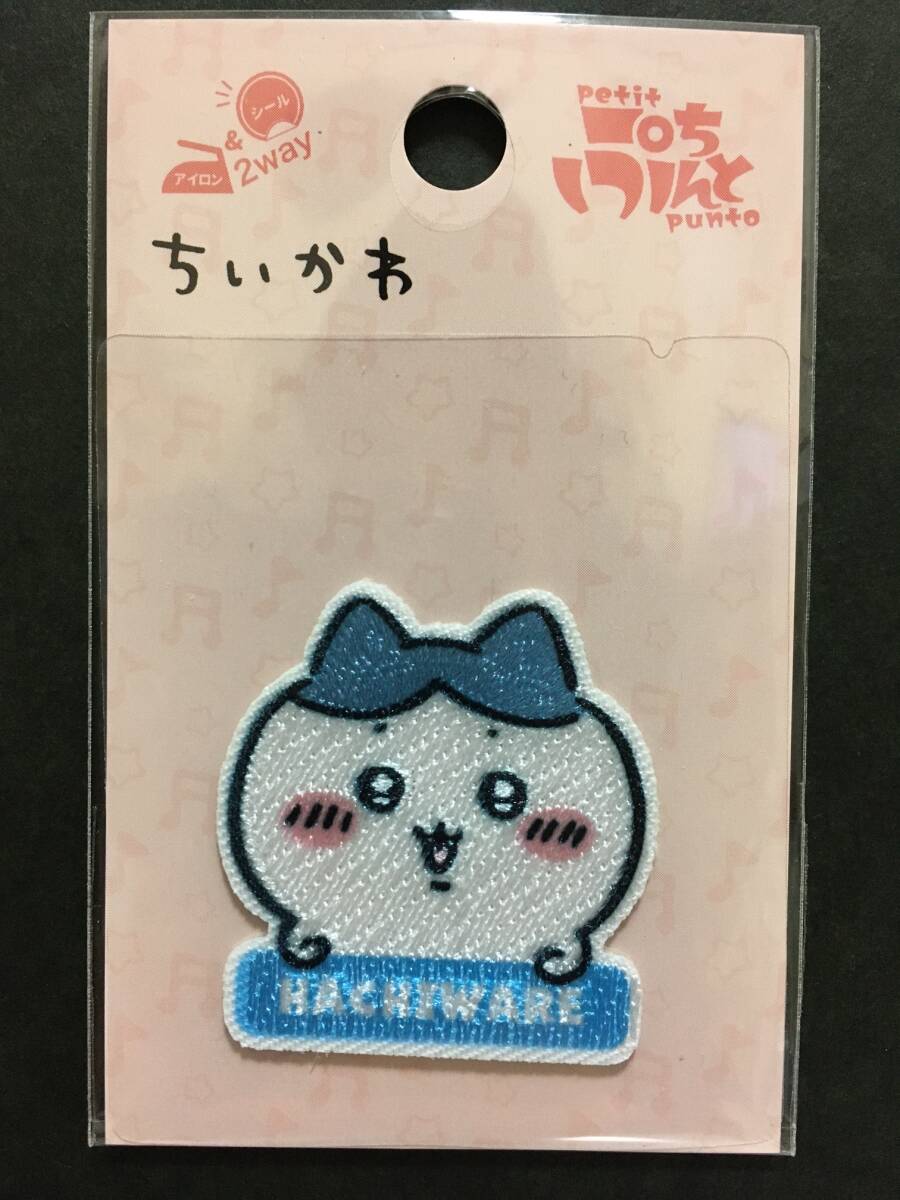 シール
&
アイロン
2way
petit
ぷち
ぷんと
punto
ちいかわ
HACHIWARE